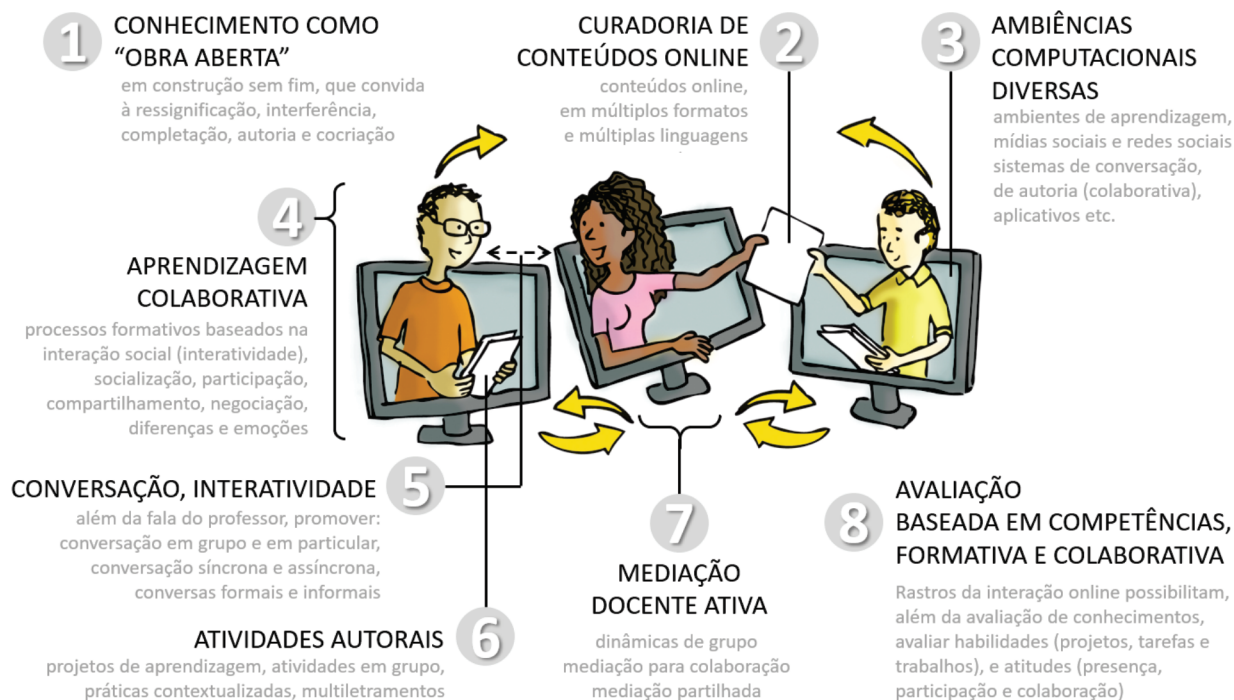 1
CONHECIMENTO COMO
“OBRA ABERTA”
em construção sem fim, que convida
à ressignificação, interferência,
completação, autoria e cocriação
CURADORIA DE
CONTEÚDOS ONLINE
2
conteúdos online,
em múltiplos formatos
e múltiplas linguagens
3
AMBIÊNCIAS
COMPUTACIONAIS
DIVERSAS
ambientes de aprendizagem,
mídias sociais e redes sociais
sistemas de conversação,
de autoria (colaborativa),
aplicativos etc.
4
APRENDIZAGEM
COLABORATIVA
processos formativos baseados na
interação social (interatividade),
socialização, participação,
compartilhamento, negociação,
diferenças e emoções
CONVERSAÇÃO, INTERATIVIDADE
5
além da fala do professor, promover:
conversação em grupo e em particular,
conversação síncrona e assíncrona,
conversas formais e informais
ATIVIDADES AUTORAIS
6
projetos de aprendizagem, atividades em grupo,
práticas contextualizadas, multiletramentos
7
MEDIAÇÃO
DOCENTE ATIVA
dinâmicas de grupo
mediação para colaboração
mediação partilhada
8
AVALIAÇÃO
BASEADA EM COMPETÊNCIAS,
FORMATIVA E COLABORATIVA
Rastros da interação online possibilitam,
além da avaliação de conhecimentos,
avaliar habilidades (projetos, tarefas e
trabalhos), e atitudes (presença,
participação e colaboração)